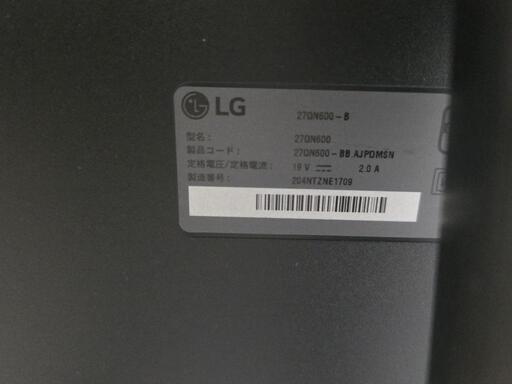 LG 27QN600-B
型名: 27QN600
製品コード: 27QN600-BB.AJPQMSN
定格電圧/定格電流: 19 V ⎓ 2.0 A
製造番号: 204NTZNE1709